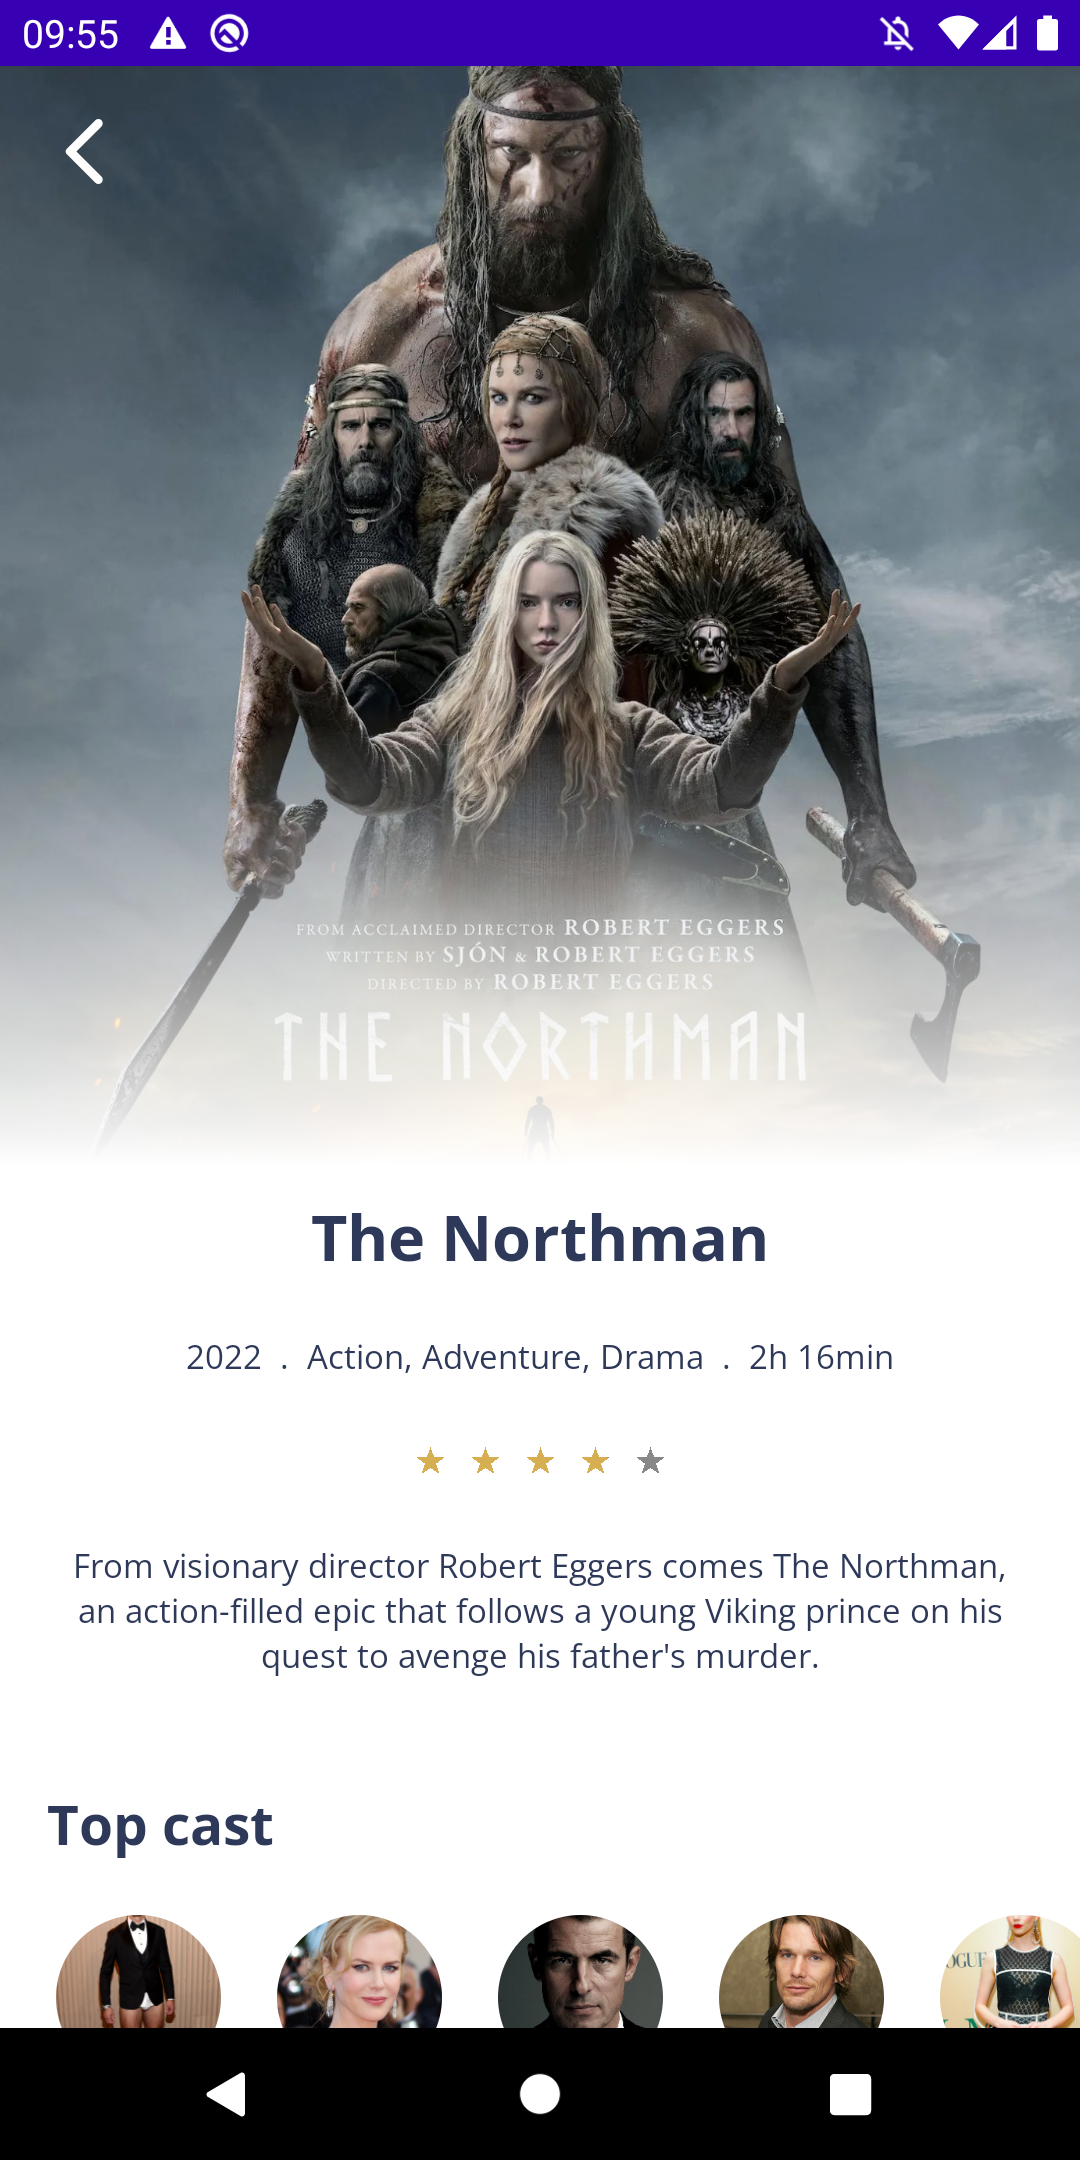 09:55
FROM ACCLAIMED DIRECTOR ROBERT EGGERS
WRITTEN BY SJÓN & ROBERT EGGERS
DIRECTED BY ROBERT EGGERS
THE NORTHMAN
The Northman
2022 . Action, Adventure, Drama . 2h 16min
From visionary director Robert Eggers comes The Northman,
an action-filled epic that follows a young Viking prince on his
quest to avenge his father's murder.
Top cast
OGUE